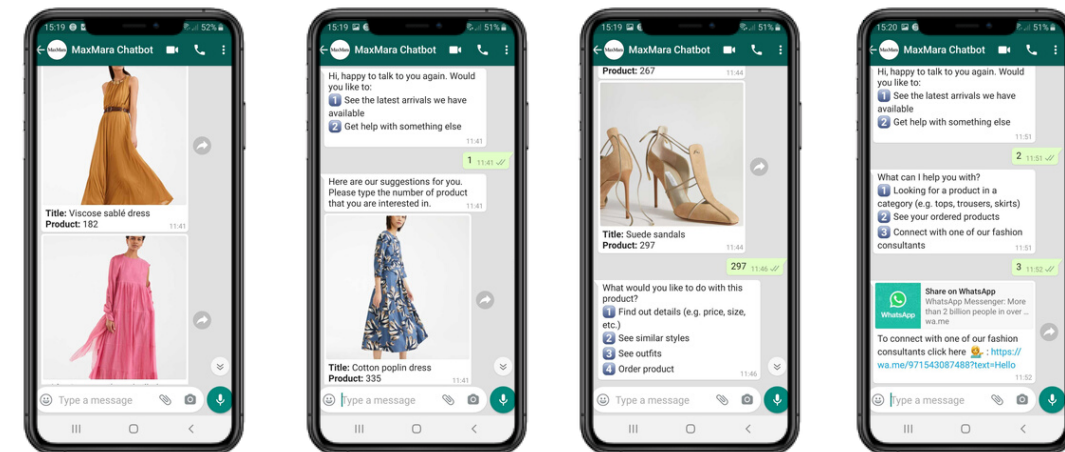 15:19 52%
MaxMara MaxMara Chatbot
Title: Viscose sablé dress
Product: 182
11:41
Type a message
15:19 51%
MaxMara MaxMara Chatbot
Hi, happy to talk to you again. Would
you like to:
1 See the latest arrivals we have
available
2 Get help with something else
11:41
1 11:41
Here are our suggestions for you.
Please type the number of product
that you are interested in.
11:41
Title: Cotton poplin dress
Product: 335
11:41
Type a message
15:19 51%
MaxMara MaxMara Chatbot
Product: 267
11:44
Title: Suede sandals
Product: 297
11:44
297 11:46
What would you like to do with this
product?
1 Find out details (e.g. price, size,
etc.)
2 See similar styles
3 See outfits
4 Order product
11:46
Type a message
15:20 51%
MaxMara MaxMara Chatbot
Hi, happy to talk to you again. Would
you like to:
1 See the latest arrivals we have
available
2 Get help with something else
11:51
2 11:51
What can I help you with?
1 Looking for a product in a
category (e.g. tops, trousers, skirts)
2 See your ordered products
3 Connect with one of our fashion
consultants
11:51
3 11:52
WhatsApp
Share on WhatsApp
WhatsApp Messenger: More
than 2 billion people in over ...
wa.me
To connect with one of our fashion
consultants click here : https://
wa.me/971543087488?text=Hello
11:52
Type a message